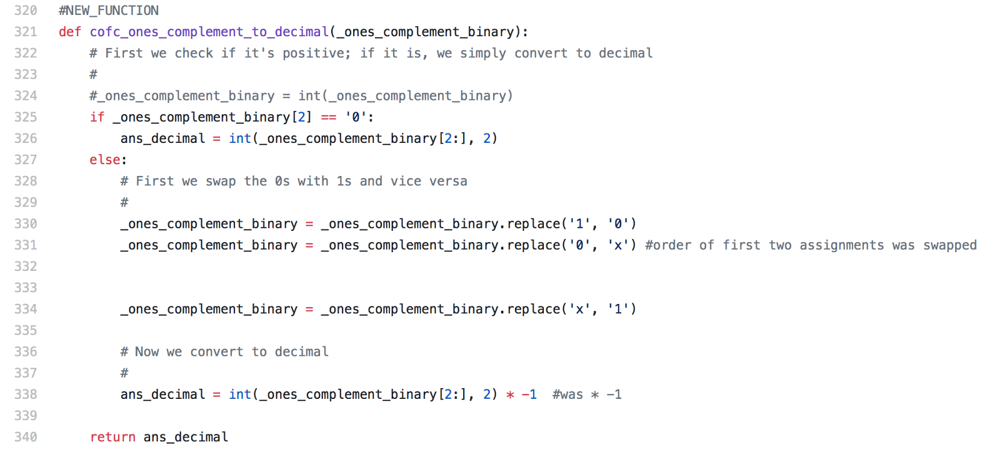 320 #NEW_FUNCTION
321 def cofc_ones_complement_to_decimal(_ones_complement_binary):
322     # First we check if it's positive; if it is, we simply convert to decimal
323     #
324     #_ones_complement_binary = int(_ones_complement_binary)
325     if _ones_complement_binary[2] == '0':
326         ans_decimal = int(_ones_complement_binary[2:], 2)
327     else:
328         # First we swap the 0s with 1s and vice versa
329         #
330         _ones_complement_binary = _ones_complement_binary.replace('1', '0')
331         _ones_complement_binary = _ones_complement_binary.replace('0', 'x') #order of first two assignments was swapped
332
333
334         _ones_complement_binary = _ones_complement_binary.replace('x', '1')
335
336         # Now we convert to decimal
337         #
338         ans_decimal = int(_ones_complement_binary[2:], 2) * -1  #was * -1
339
340     return ans_decimal